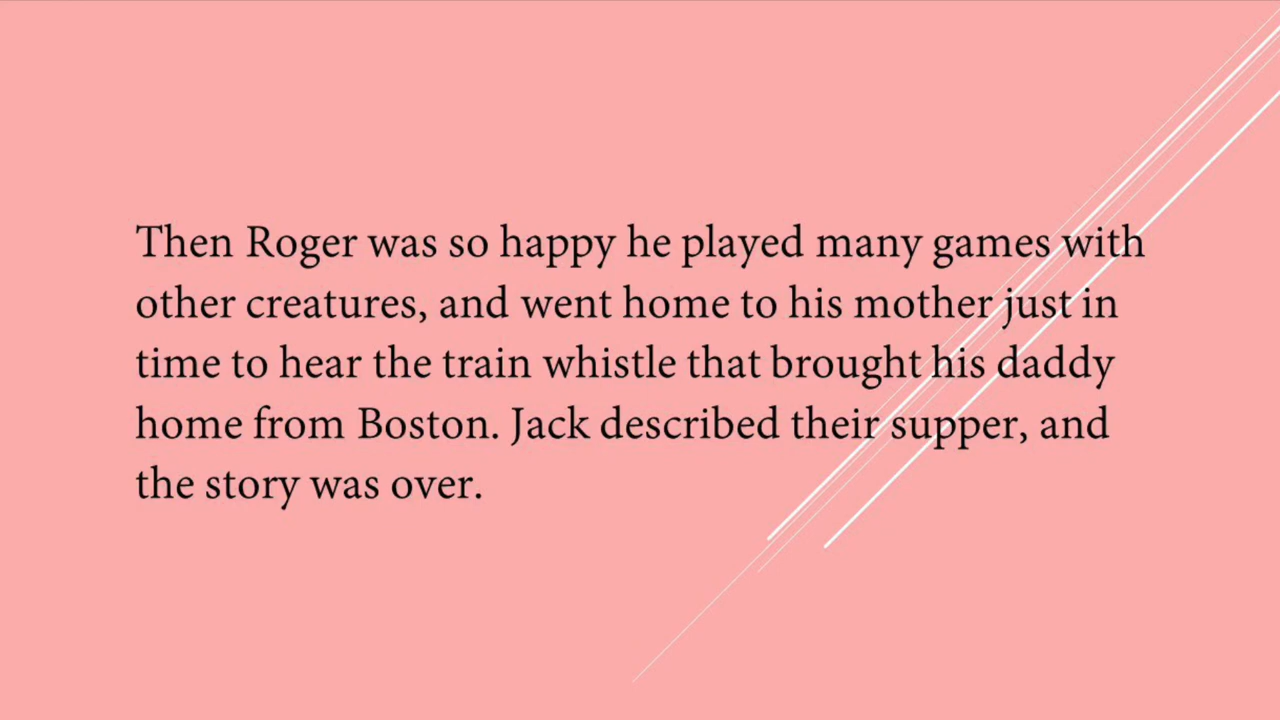 Then Roger was so happy he played many games with
other creatures, and went home to his mother just in
time to hear the train whistle that brought his daddy
home from Boston. Jack described their supper, and
the story was over.